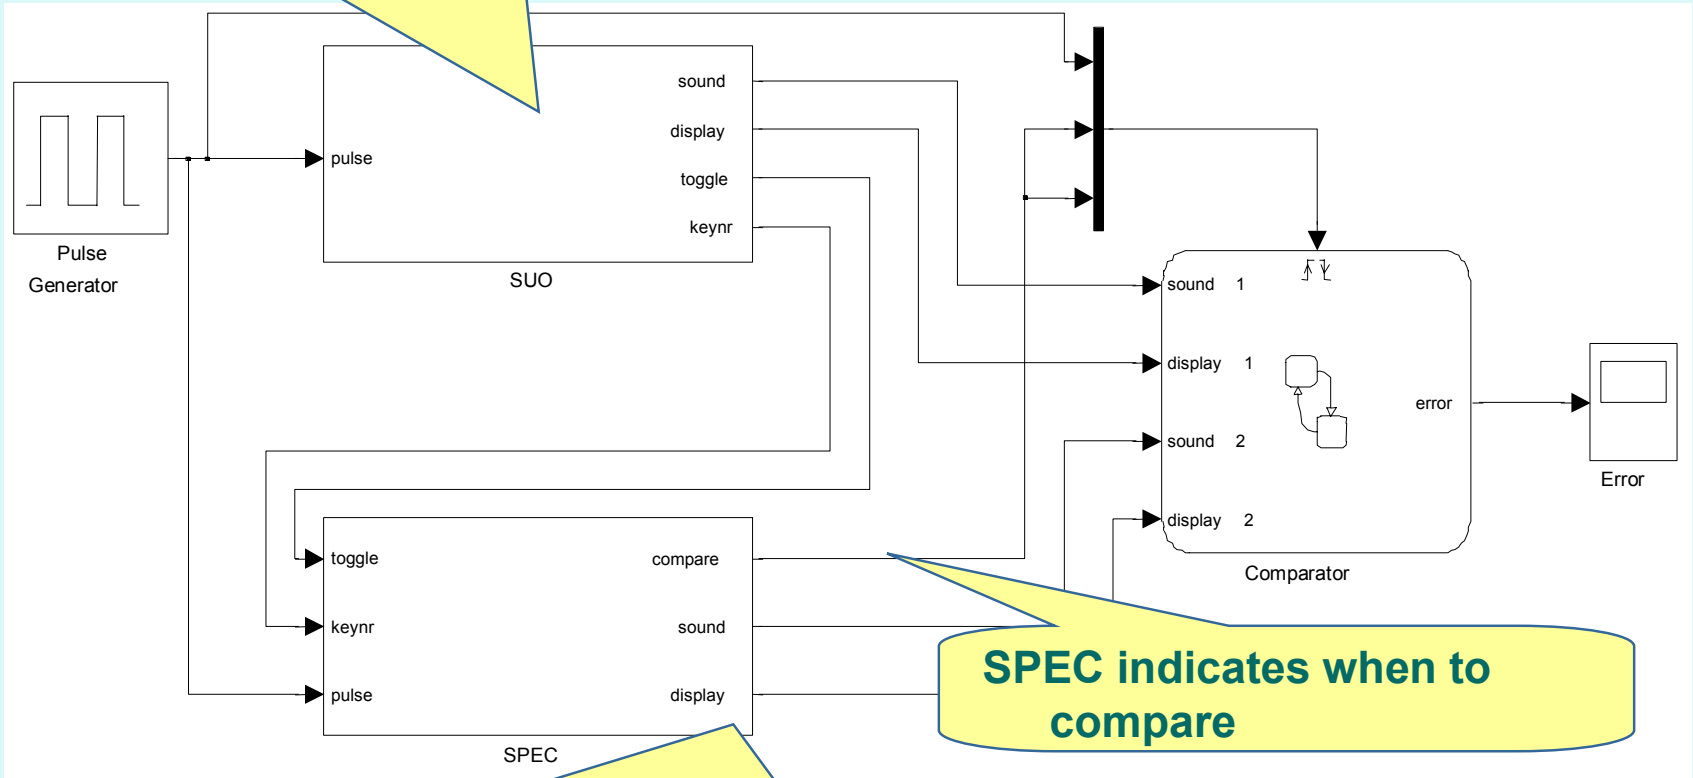 sound
display
toggle
keynr
pulse
SUO
Pulse
Generator
sound 1
display 1
sound 2
display 2
error
Comparator
Error
toggle
keynr
pulse
compare
sound
display
SPEC
SPEC indicates when to
compare